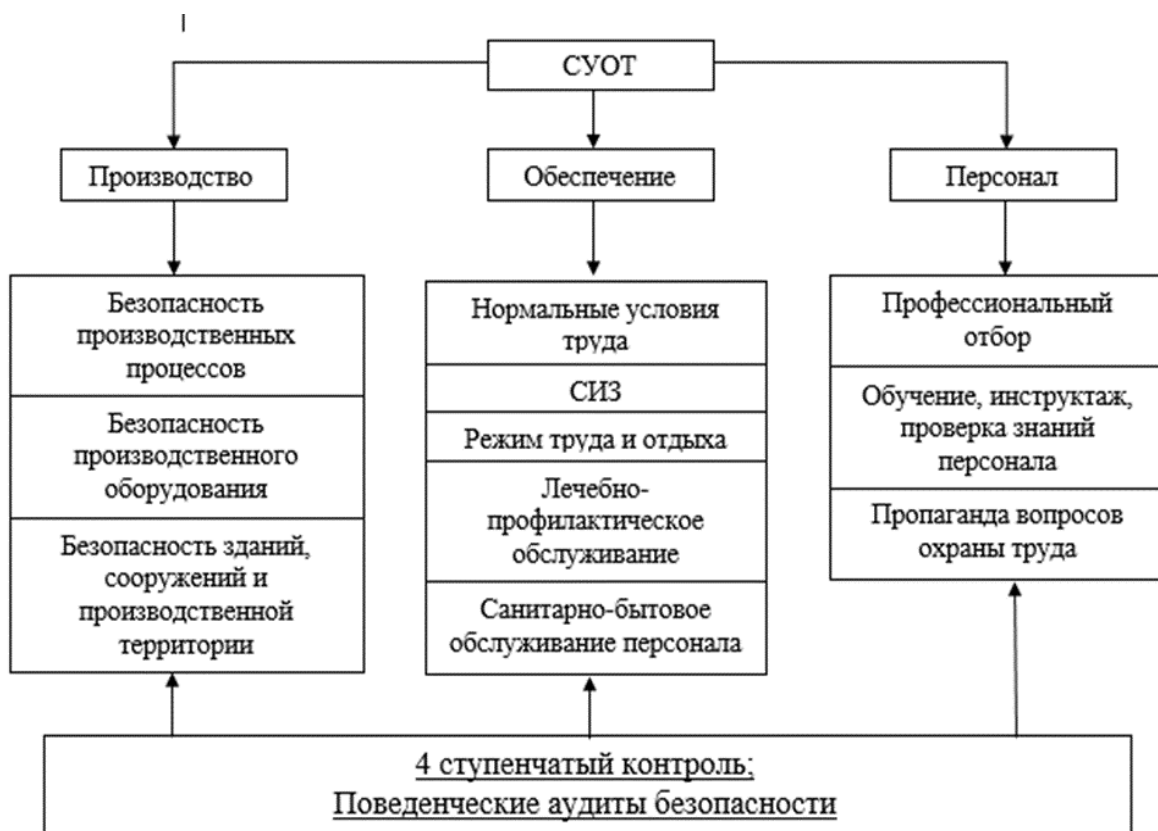 СУОТ
Производство
Обеспечение
Персонал
Безопасность
производственных
процессов
Безопасность
производственного
оборудования
Безопасность зданий,
сооружений и
производственной
территории
Нормальные условия
труда
СИЗ
Режим труда и отдыха
Лечебно-
профилактическое
обслуживание
Санитарно-бытовое
обслуживание персонала
Профессиональный
отбор
Обучение, инструктаж,
проверка знаний
персонала
Пропаганда вопросов
охраны труда
4 ступенчатый контроль;
Поведенческие аудиты безопасности